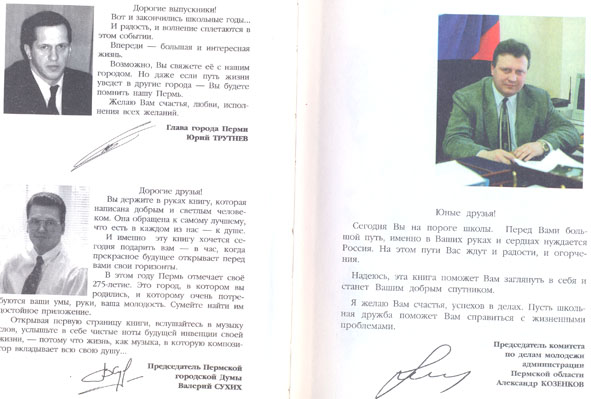 Дорогие выпускники!
Вот и закончились школьные годы...
И радость, и волнение сплетаются в
этом событии.
Впереди — большая и интересная
жизнь.
Возможно, Вы свяжете её с нашим
городом. Но даже если путь жизни
уведет в другие города — Вы будете
помнить нашу Пермь.
Желаю Вам счастья, любви, испол-
нения всех желаний.
Глава города Перми
Юрий ТРУТНЕВ
Дорогие друзья!
Вы держите в руках книгу, которая
написана добрым и светлым челове-
ком. Она обращена к самому лучшему,
что есть в каждом из нас — к душе.
И именно эту книгу хочется се-
годня подарить вам — в час, когда
прекрасное будущее открывает перед
вами свои горизонты.
В этом году Пермь отмечает своё
275-летие. Это город, в котором вы
родились, и которому очень потре-
буются ваши умы, руки, ваша молодость. Сумейте найти им
достойное приложение.
Открывая первую страницу книги, вслушайтесь в музыку
слов, услышьте в себе чистые ноты будущей инвенции своей
жизни, — потому что жизнь, как музыка, в которую компози-
тор вкладывает всю свою душу...
Председатель Пермской
городской Думы
Валерий СУХИХ
Юные друзья!
Сегодня Вы на пороге школы. Перед Вами боль-
шой путь, именно в Ваших руках и сердцах нуждается
Россия. На этом пути Вас ждут и радости, и огорче-
ния.
Надеюсь, эта книга поможет Вам заглянуть в себя и
станет Вашим добрым спутником.
Я желаю Вам счастья, успехов в делах. Пусть школь-
ная дружба поможет Вам справиться с жизненными
проблемами.
Председатель комитета
по делам молодежи
администрации
Пермской области
Александр КОЗЕНКОВ